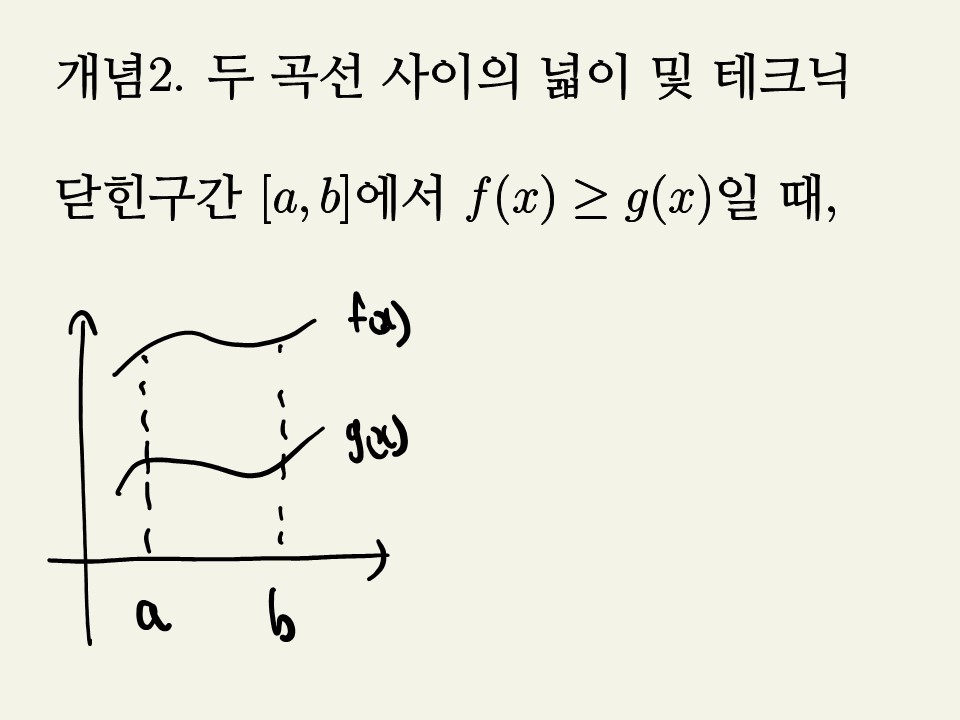 개념2. 두 곡선 사이의 넓이 및 테크닉
닫힌구간 [a, b]에서 f(x) ≥ g(x)일 때,
f(x)
g(x)
a b